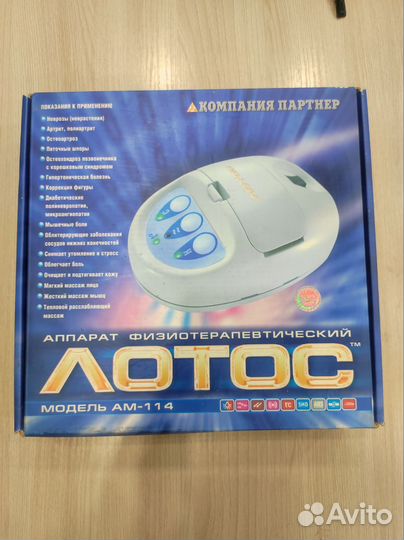 ПОКАЗАНИЯ К ПРИМЕНЕНИЮ:
КОМПАНИЯ ПАРТНЕР
Неврозы (неврастения)
Артрит, полиартрит
Остеоартроз
Пяточные шпоры
Остеохондроз позвоночника
с корешковым синдромом
Гипертоническая болезнь
Коррекция фигуры
Диабетические
полинейропатии,
микроангиопатии
Мышечные боли
Облитерирующие заболевания
сосудов нижних конечностей
Снимает утомление и стресс
Облегчает боль
Очищает и подтягивает кожу
Мягкий массаж лица
Жесткий массаж мышц
Тепловой расслабляющий
массаж
АППАРАТ ФИЗИОТЕРАПЕВТИЧЕСКИЙ
ЛОТОС™
МОДЕЛЬ АМ-114
Avito